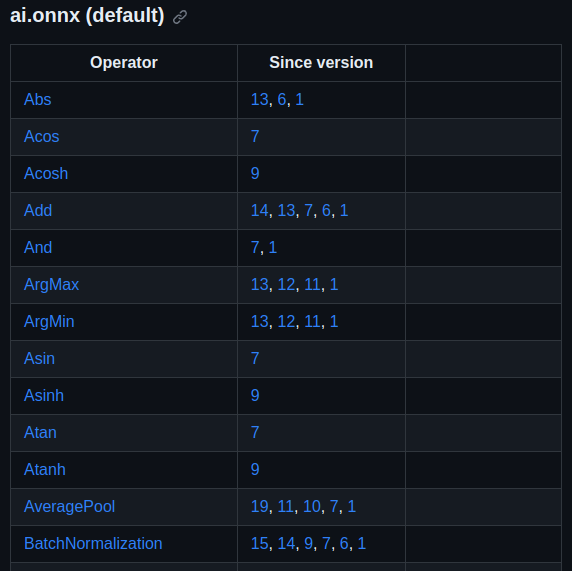 ai.onnx (default)
Operator Since version
Abs 13, 6, 1
Acos 7
Acosh 9
Add 14, 13, 7, 6, 1
And 7, 1
ArgMax 13, 12, 11, 1
ArgMin 13, 12, 11, 1
Asin 7
Asinh 9
Atan 7
Atanh 9
AveragePool 19, 11, 10, 7, 1
BatchNormalization 15, 14, 9, 7, 6, 1